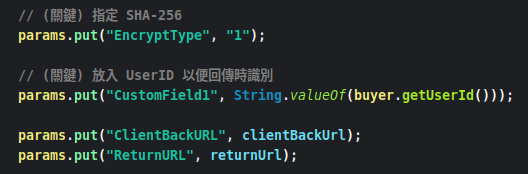 // (關鍵) 指定 SHA-256
params.put("EncryptType", "1");
// (關鍵) 放入 UserID 以便回傳時識別
params.put("CustomField1", String.valueOf(buyer.getUserId()));
params.put("ClientBackURL", clientBackUrl);
params.put("ReturnURL", returnUrl);